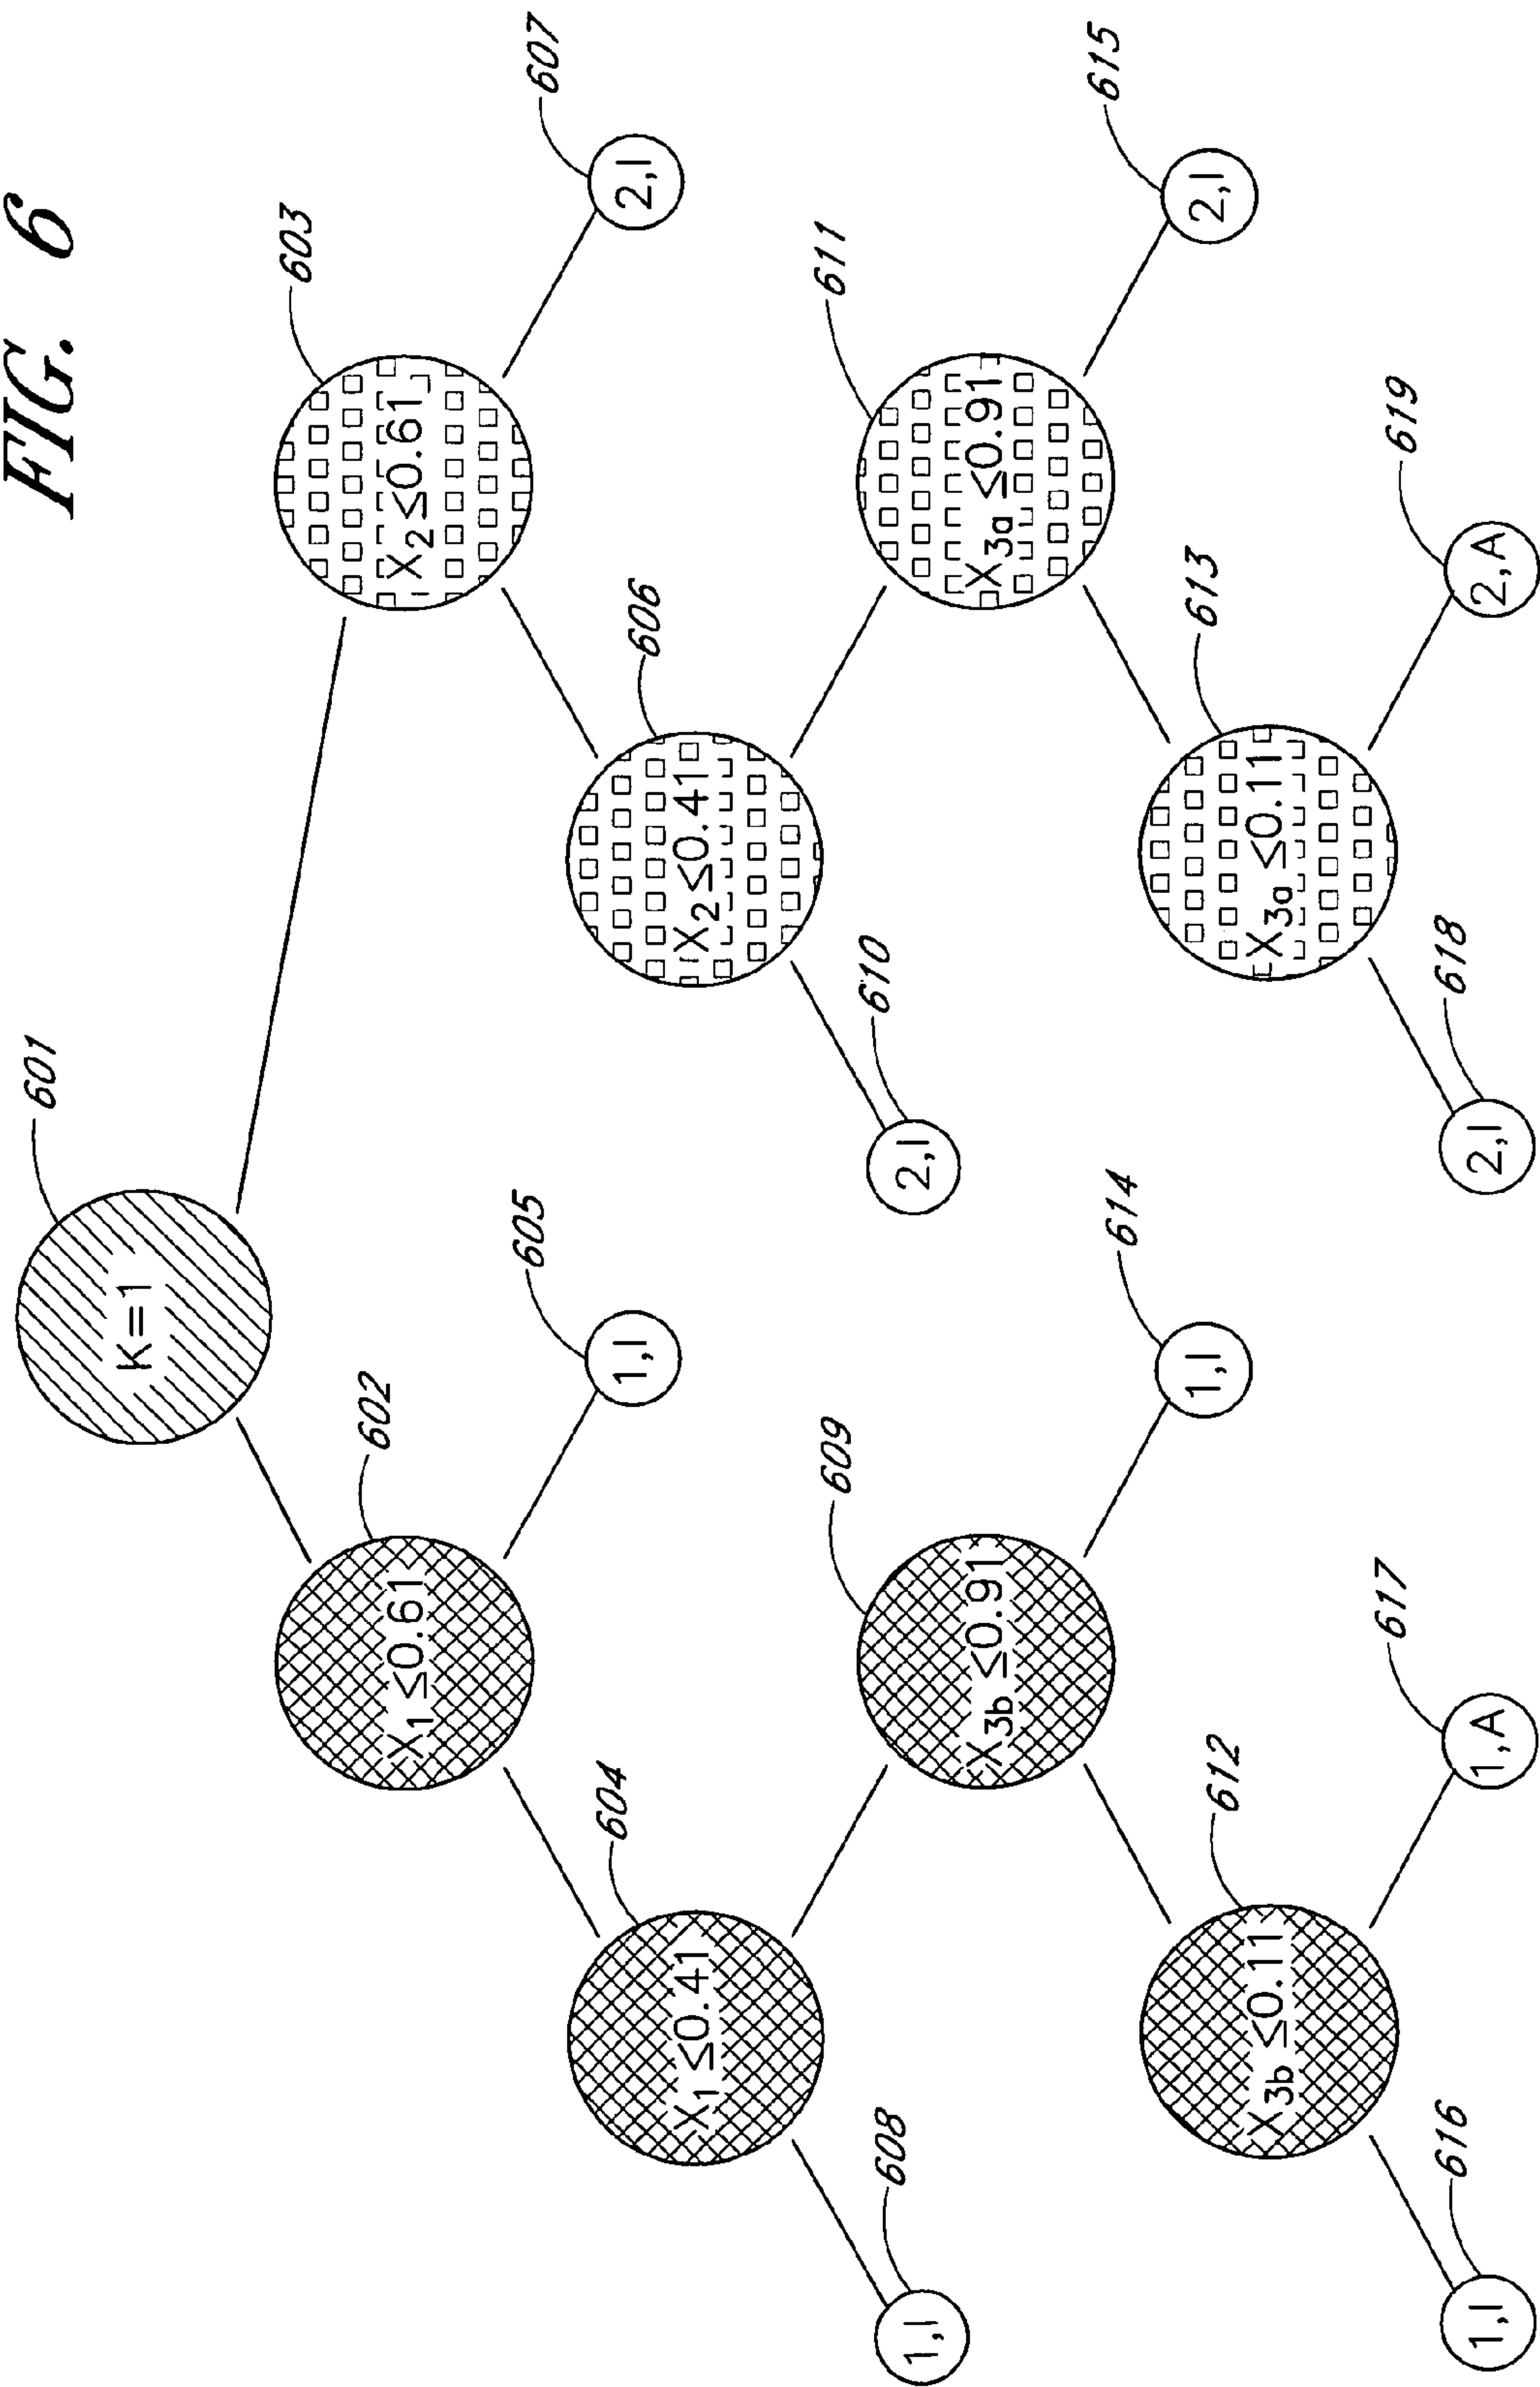 FIG. 6
601
K=1
602
X1≤0.61
603
X2≤0.61
604
X1≤0.41
605
1,I
606
X2≤0.41
607
2,I
608
1,I
609
X3b≤0.91
610
2,I
611
X3a≤0.91
612
X3b≤0.11
614
1,I
613
X3a≤0.11
615
2,I
616
1,I
617
1,A
618
2,I
619
2,A